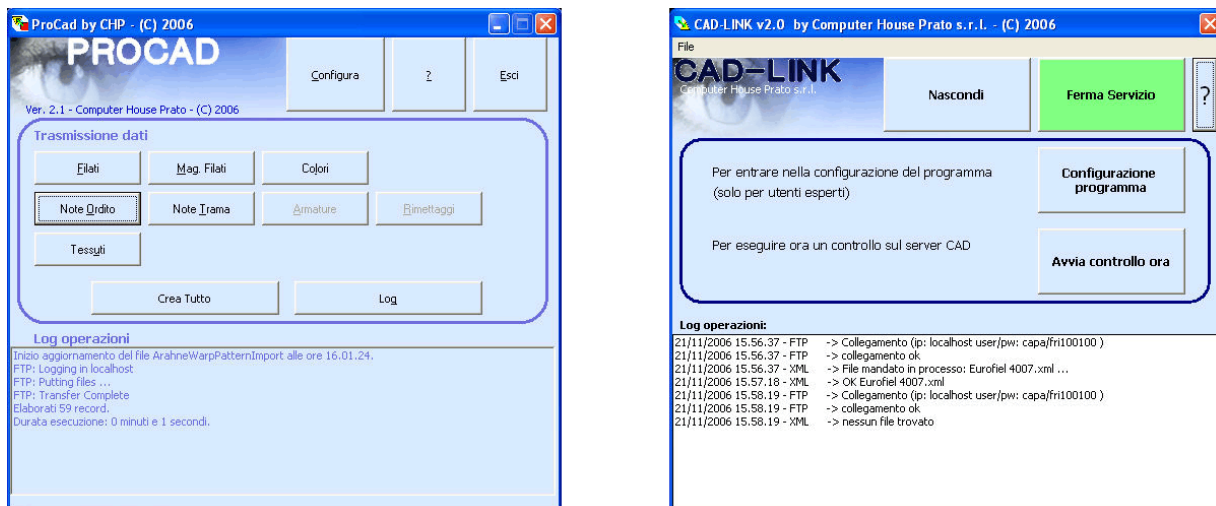 ProCad by CHP - (C) 2006
PROCAD
Configura
?
Esci
Ver. 2.1 - Computer House Prato - (C) 2006
Trasmissione dati
Filati
Mag. Filati
Colori
Note Ordito
Note Trama
Armature
Rimettaggi
Tessuti
Crea Tutto
Log
Log operazioni
Inizio aggiornamento del file ArahneWarpPatternImport alle ore 16.01.24.
FTP: Logging in localhost
FTP: Putting files ...
FTP: Transfer Complete
Elaborati 59 record.
Durata esecuzione: 0 minuti e 1 secondi.
CAD-LINK v2.0 by Computer House Prato s.r.l. - (C) 2006
File
CAD-LINK
Computer House Prato s.r.l.
Nascondi
Ferma Servizio
?
Per entrare nella configurazione del programma
(solo per utenti esperti)
Configurazione
programma
Per eseguire ora un controllo sul server CAD
Avvia controllo ora
Log operazioni:
21/11/2006 15.56.37 - FTP -> Collegamento (ip: localhost user/pw: capa/fri100100 )
21/11/2006 15.56.37 - FTP -> collegamento ok
21/11/2006 15.56.37 - XML -> File mandato in processo: Eurofiel 4007.xml ...
21/11/2006 15.57.18 - XML -> OK Eurofiel 4007.xml
21/11/2006 15.58.19 - FTP -> Collegamento (ip: localhost user/pw: capa/fri100100 )
21/11/2006 15.58.19 - FTP -> collegamento ok
21/11/2006 15.58.19 - XML -> nessun file trovato